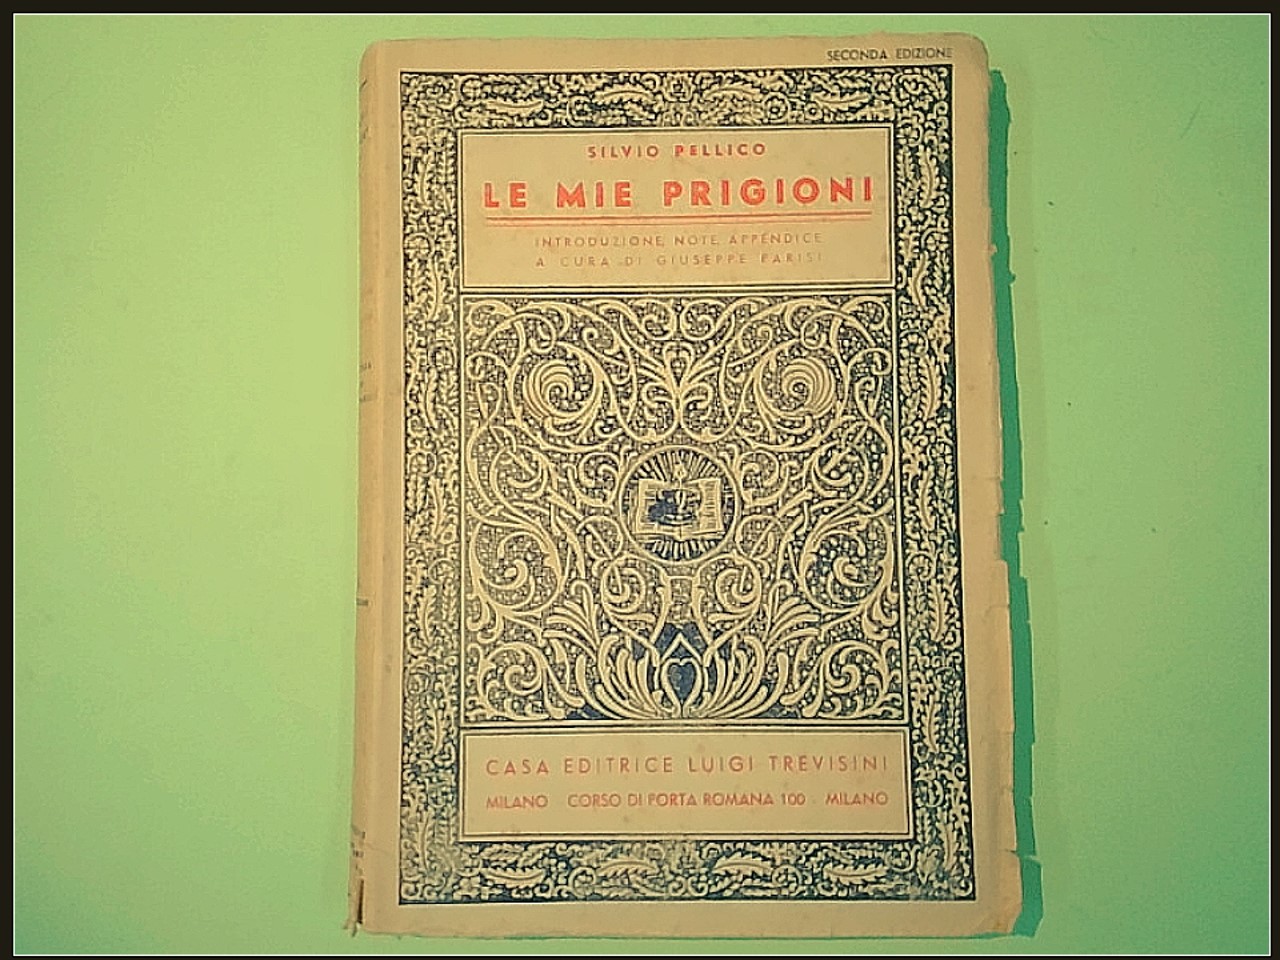 SECONDA EDIZIONE
SILVIO PELLICO
LE MIE PRIGIONI
INTRODUZIONE, NOTE, APPENDICE
A CURA DI GIUSEPPE PARISI
CASA EDITRICE LUIGI TREVISINI
MILANO CORSO DI PORTA ROMANA 100 - MILANO